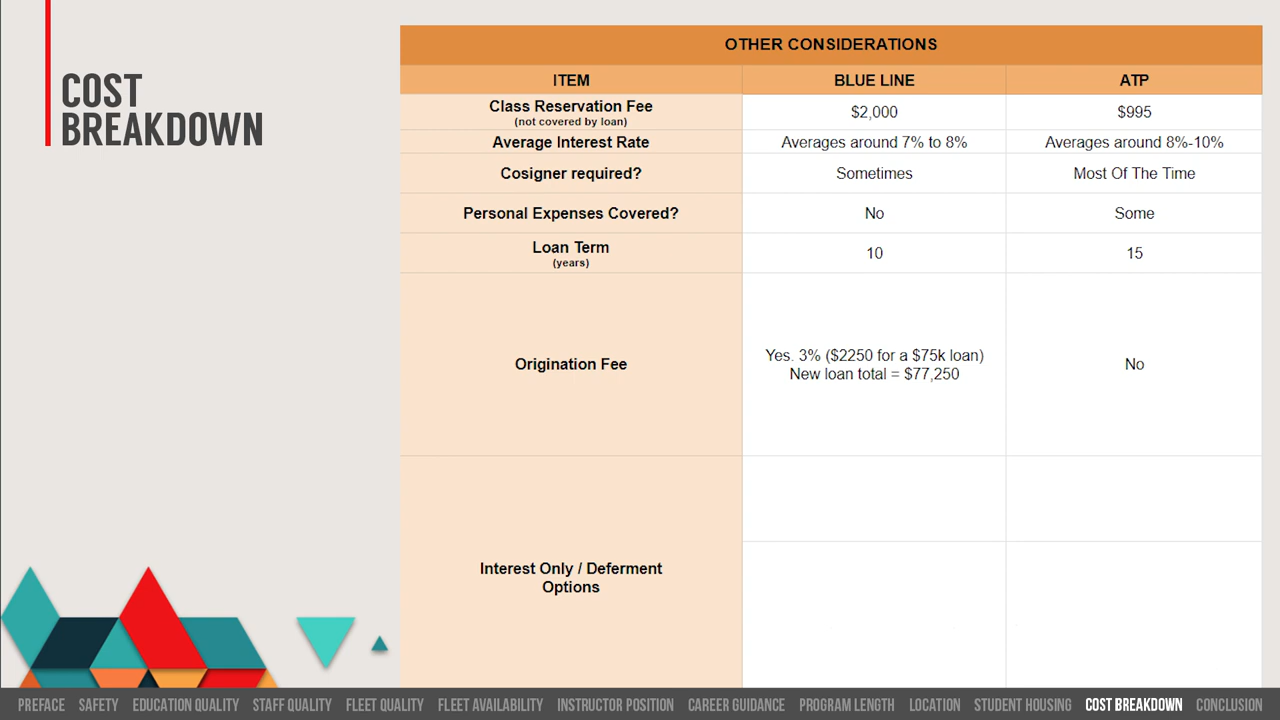 COST
BREAKDOWN
OTHER CONSIDERATIONS
ITEM BLUE LINE ATP
Class Reservation Fee
(not covered by loan)
$2,000 $995
Average Interest Rate Averages around 7% to 8% Averages around 8%-10%
Cosigner required? Sometimes Most Of The Time
Personal Expenses Covered? No Some
Loan Term
(years)
10 15
Origination Fee
Yes. 3% ($2250 for a $75k loan)
New loan total = $77,250
No
Interest Only / Deferment
Options
PREFACE SAFETY EDUCATION QUALITY STAFF QUALITY FLEET QUALITY FLEET AVAILABILITY INSTRUCTOR POSITION CAREER GUIDANCE PROGRAM LENGTH LOCATION STUDENT HOUSING COST BREAKDOWN CONCLUSION